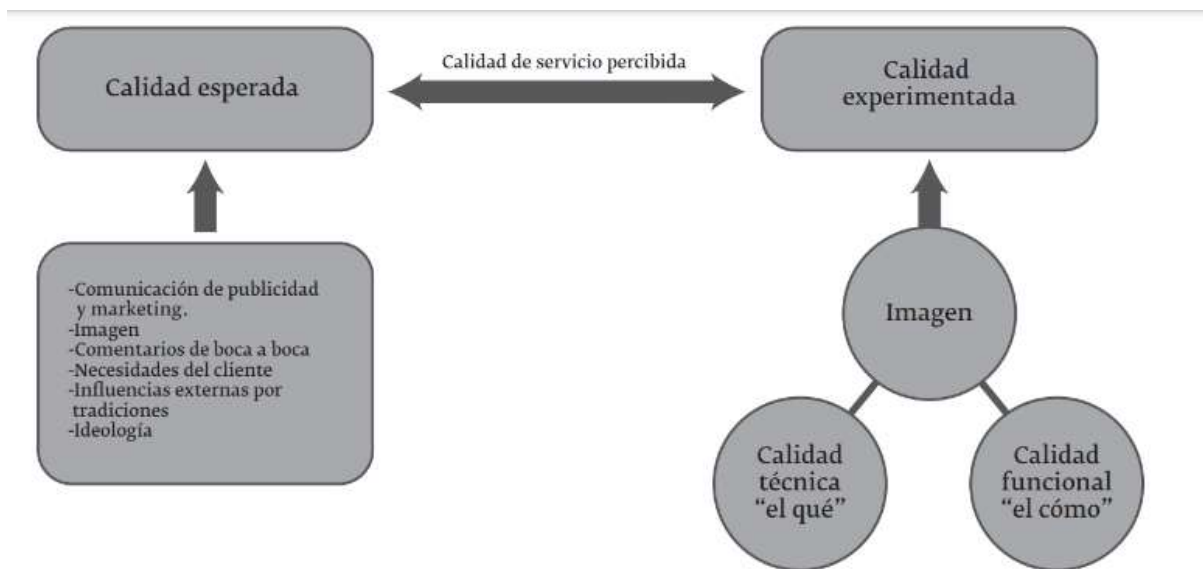 Calidad esperada
Calidad de servicio percibida
Calidad
experimentada
-Comunicación de publicidad
y marketing.
-Imagen
-Comentarios de boca a boca
-Necesidades del cliente
-Influencias externas por
tradiciones
-Ideología
Imagen
Calidad
técnica
“el qué”
Calidad
funcional
“el cómo”